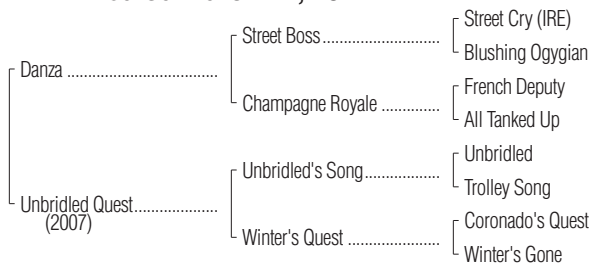 Street Cry (IRE)
Street Boss
Blushing Ogygian
Danza
French Deputy
Champagne Royale
All Tanked Up
Unbridled
Unbridled's Song
Trolley Song
Unbridled Quest
(2007)
Coronado's Quest
Winter's Quest
Winter's Gone